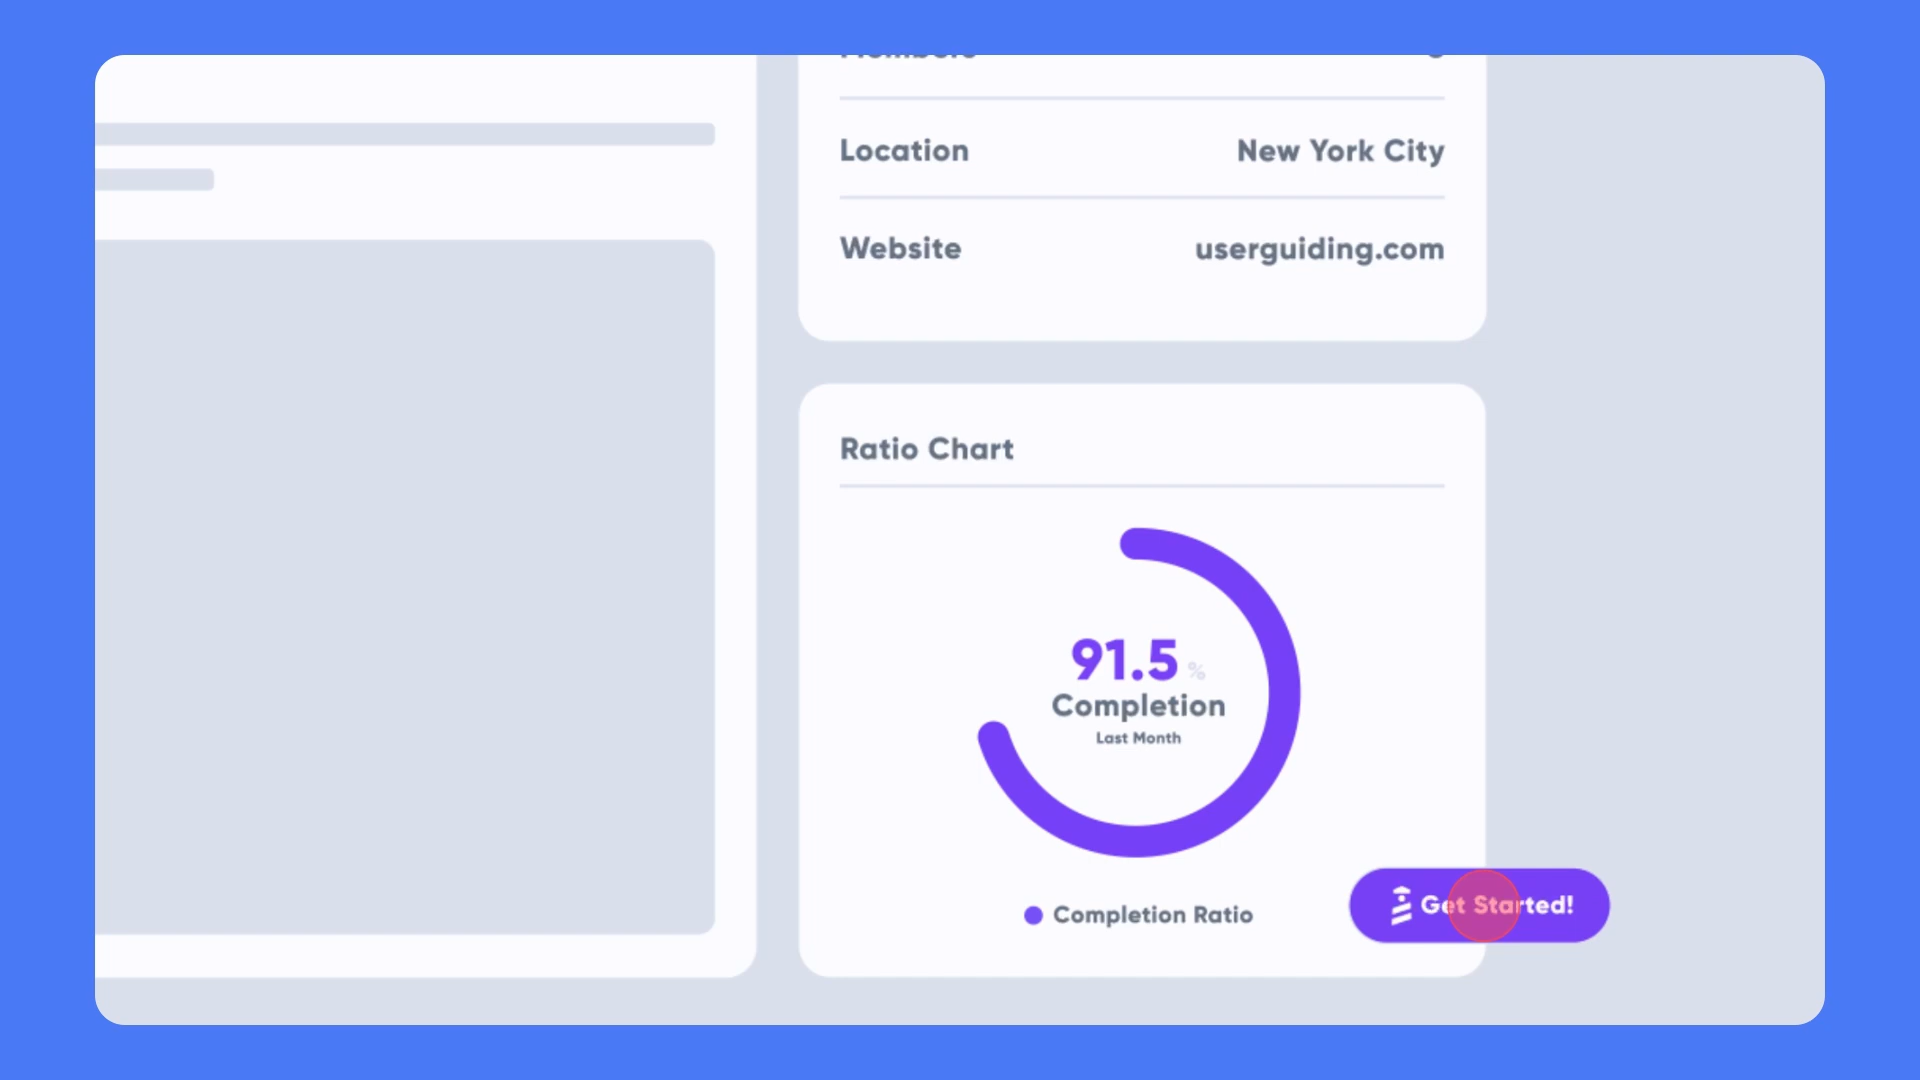 Location New York City
Website userguiding.com
Ratio Chart
91.5 %
Completion
Last Month
Completion Ratio
Get Started!